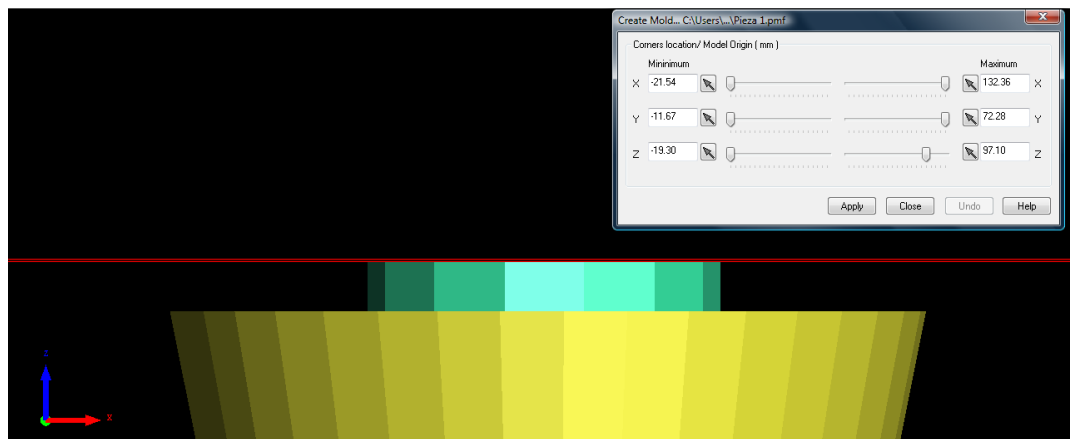 Create Mold... C:\Users\...\Pieza 1.pmf
X
Corners location/ Model Origin ( mm )
Mininimum Maximum
X -21.54 132.36 X
Y -11.67 72.28 Y
Z -19.30 97.10 Z
Apply Close Undo Help
z
X